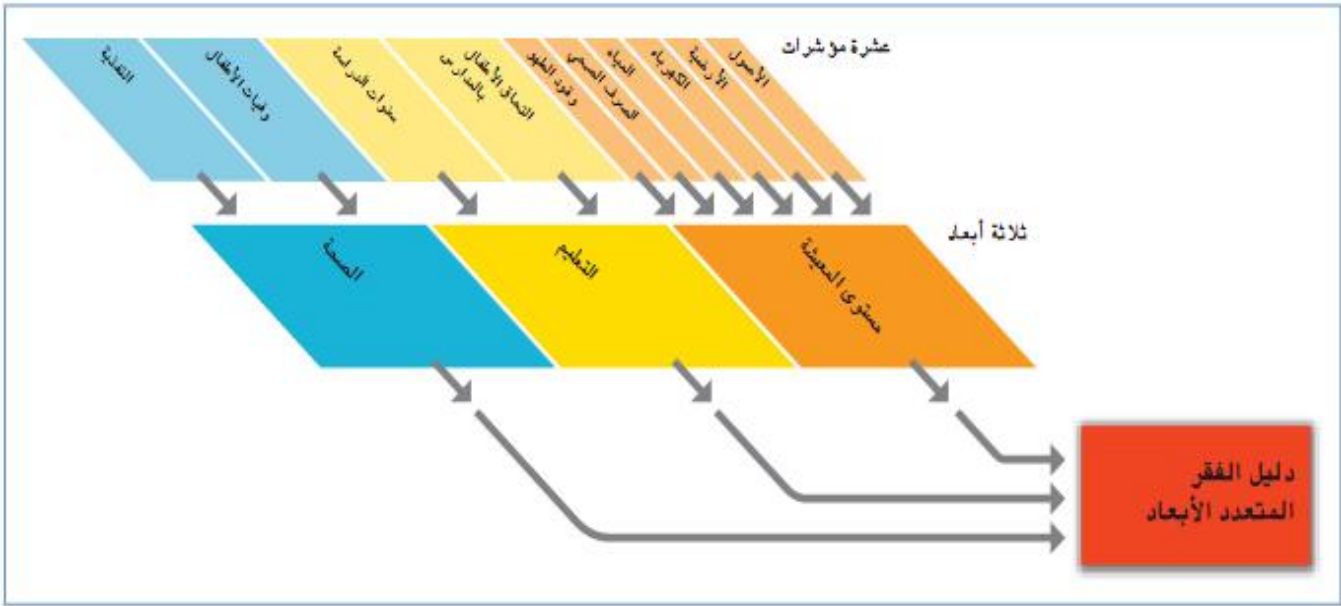 عشرة مؤشرات
الأصول
الأرضية
الكهرباء
المياه
الصرف الصحي
وقود الطهو
التحاق الأطفال
بالمدارس
سنوات الدراسة
وفيات الأطفال
التغذية
ثلاثة أبعاد
مستوى المعيشة
التعليم
الصحة
دليل الفقر
المتعدد الأبعاد